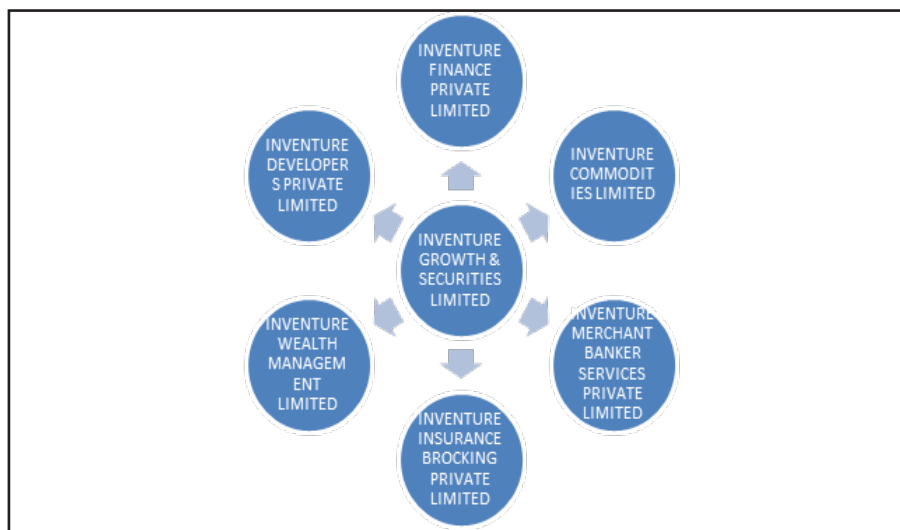 INVENTURE
FINANCE
PRIVATE
LIMITED
INVENTURE
DEVELOPER
S PRIVATE
LIMITED
INVENTURE
COMMODIT
IES LIMITED
INVENTURE
GROWTH &
SECURITIES
LIMITED
INVENTURE
WEALTH
MANAGEM
ENT
LIMITED
INVENTURE
MERCHANT
BANKER
SERVICES
PRIVATE
LIMITED
INVENTURE
INSURANCE
BROCKING
PRIVATE
LIMITED